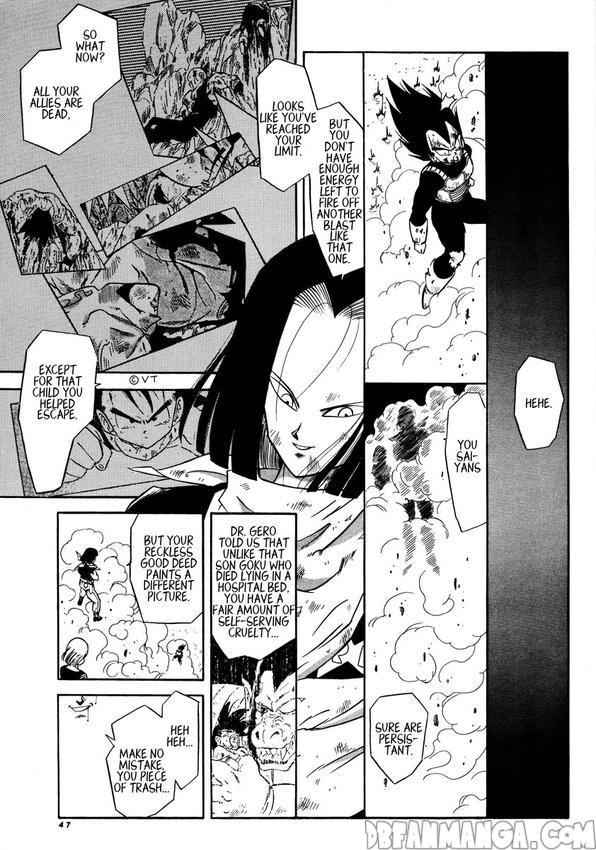 HEHE.
YOU
SAI-
YANS
SURE ARE
PERSIS-
TANT.
BUT
YOU
DON'T
HAVE
ENOUGH
ENERGY
LEFT TO
FIRE OFF
ANOTHER
BLAST
LIKE
THAT
ONE.
LOOKS
LIKE YOU'VE
REACHED
YOUR
LIMIT.
SO
WHAT
NOW?
ALL YOUR
ALLIES ARE
DEAD.
EXCEPT
FOR THAT
CHILD YOU
HELPED
ESCAPE.
©VT
DR. GERO
TOLD US THAT
UNLIKE THAT
SON GOKU WHO
DIED LYING IN A
HOSPITAL BED,
YOU HAVE A
FAIR AMOUNT OF
SELF-SERVING
CRUELTY...
BUT YOUR
RECKLESS
GOOD DEED
PAINTS A
DIFFERENT
PICTURE.
HEH
HEH...
MAKE NO
MISTAKE,
YOU PIECE
OF
TRASH...
47
DBFANMANGA.COM